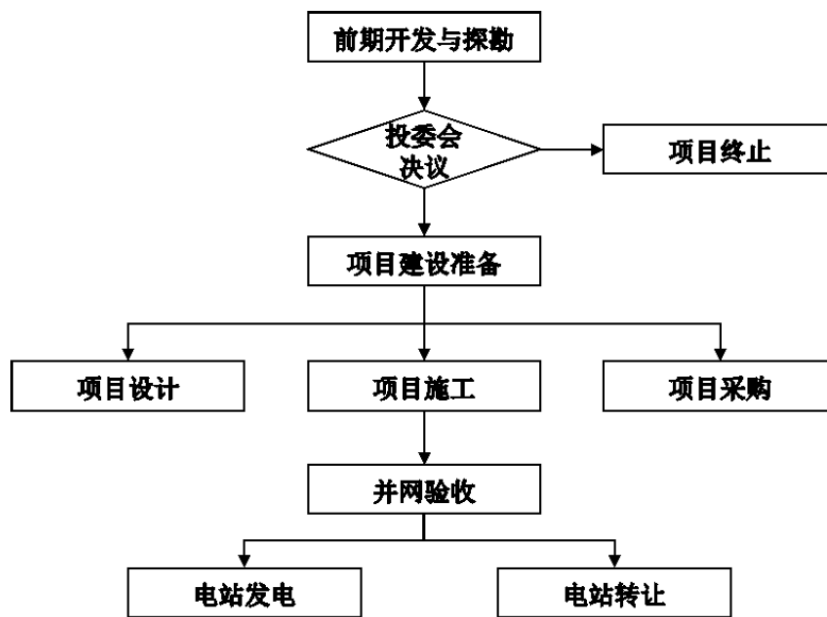 前期开发与探勘
投委会
决议
项目终止
项目建设准备
项目设计
项目施工
项目采购
并网验收
电站发电
电站转让